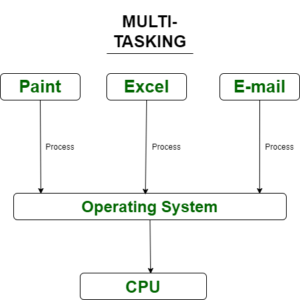 MULTI-
TASKING
Paint
Excel
E-mail
Process
Process
Process
Operating System
CPU